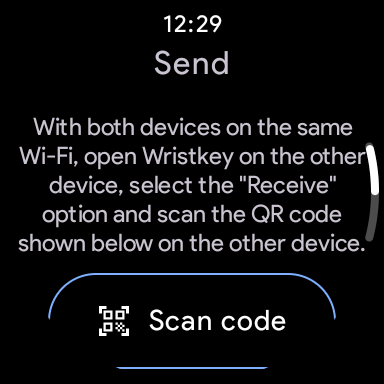 12:29
Send
With both devices on the same
Wi-Fi, open Wristkey on the other
device, select the "Receive"
option and scan the QR code
shown below on the other device.
Scan code